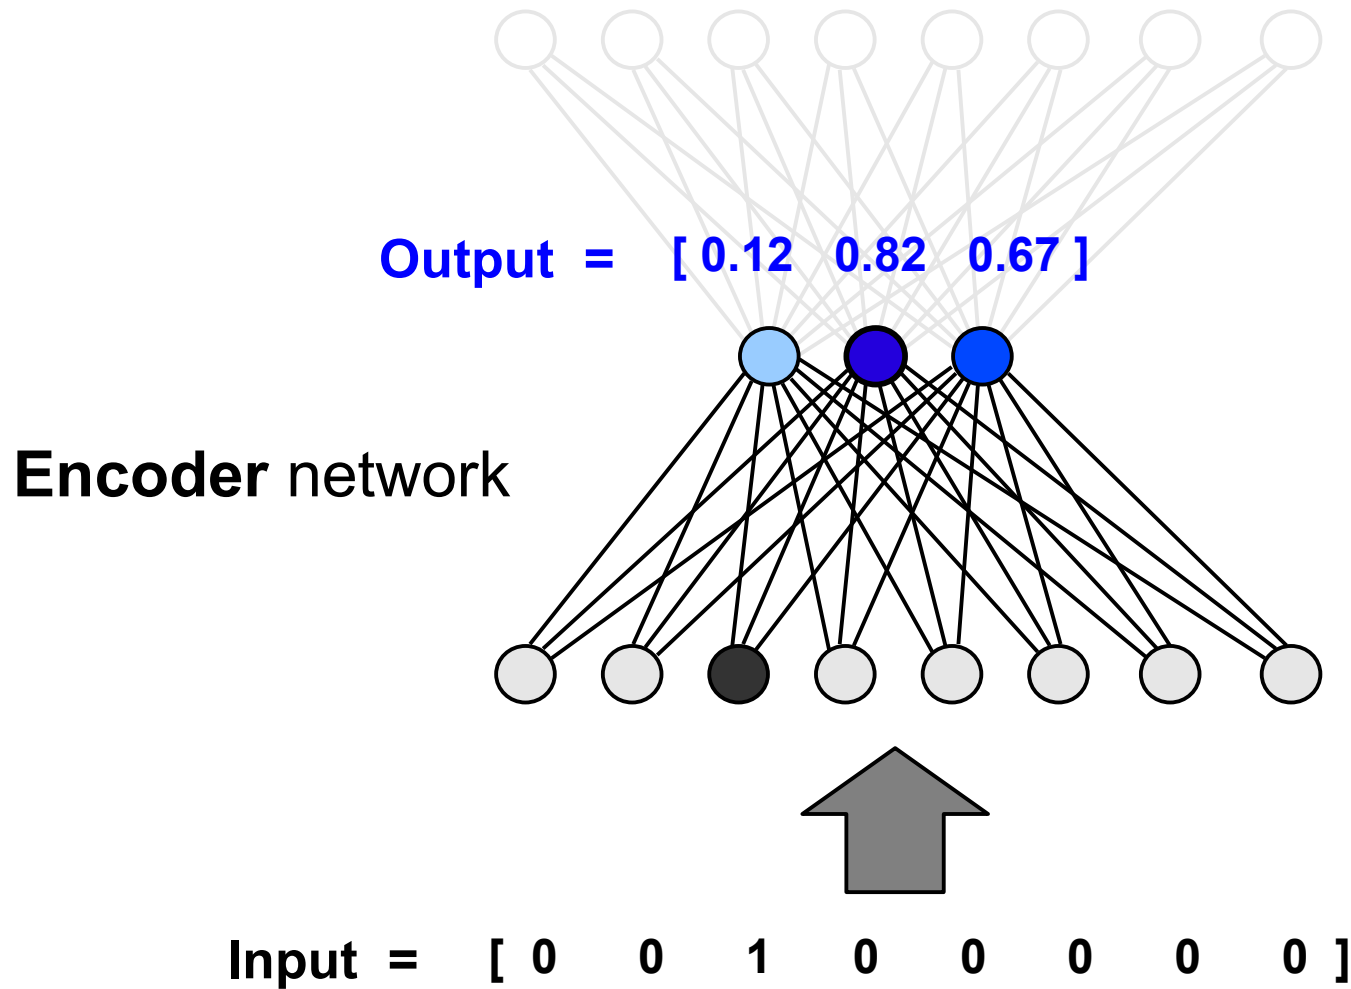 Output = [ 0.12 0.82 0.67 ]
Encoder network
Input = [ 0 0 1 0 0 0 0 0 ]